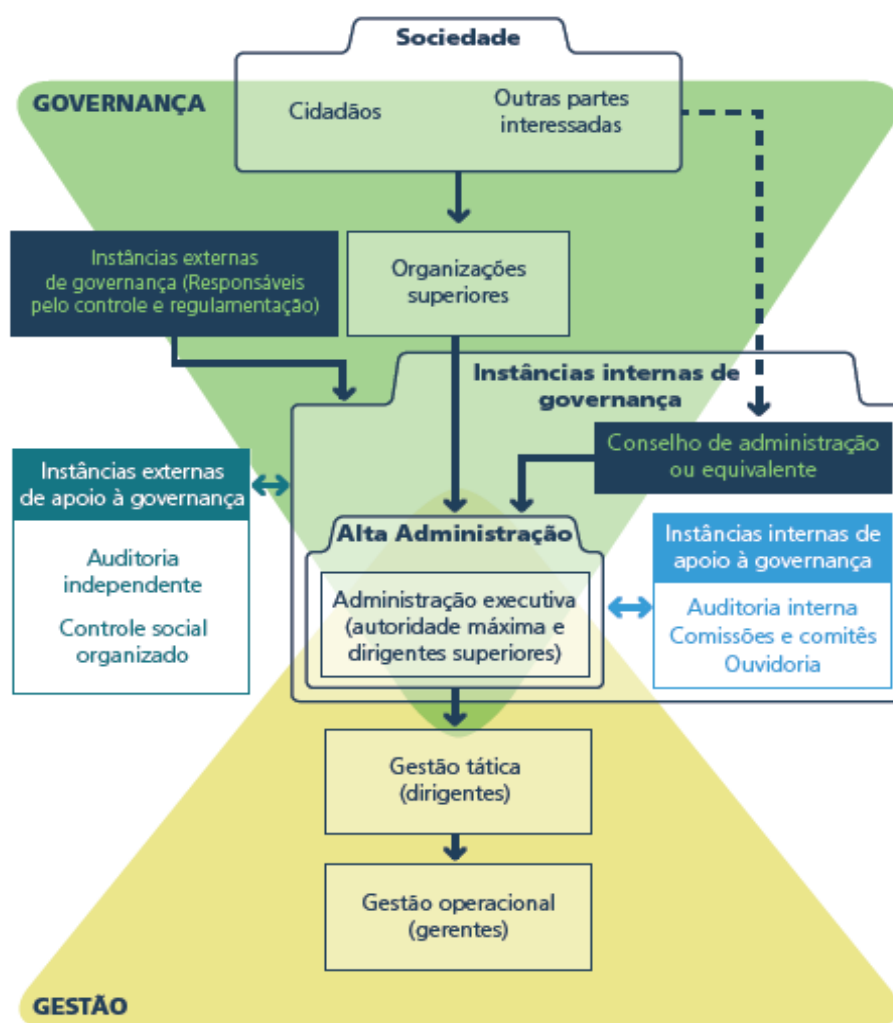 Sociedade
GOVERNANÇA
Cidadãos
Outras partes
interessadas
Instâncias externas
de governança (Responsáveis
pelo controle e regulamentação)
Organizações
superiores
Instâncias internas de
governança
Conselho de administração
ou equivalente
Instâncias externas
de apoio à governança
Auditoria
independente
Controle social
organizado
Alta Administração
Administração executiva
(autoridade máxima e
dirigentes superiores)
Instâncias internas de
apoio à governança
Auditoria interna
Comissões e comitês
Ouvidoria
Gestão tática
(dirigentes)
Gestão operacional
(gerentes)
GESTÃO